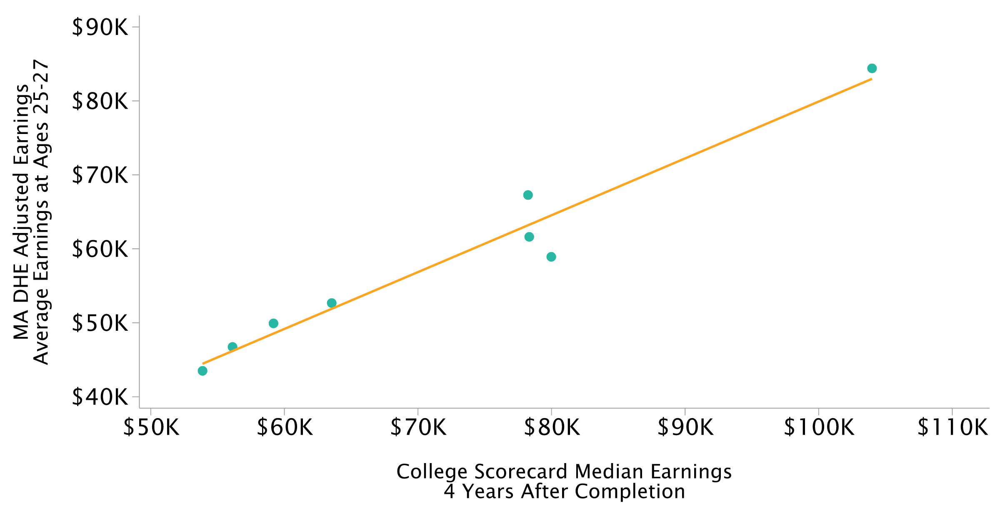 MA DHE Adjusted Earnings
Average Earnings at Ages 25-27
$90K
$80K
$70K
$60K
$50K
$40K
$50K
$60K
$70K
$80K
$90K
$100K
$110K
College Scorecard Median Earnings
4 Years After Completion